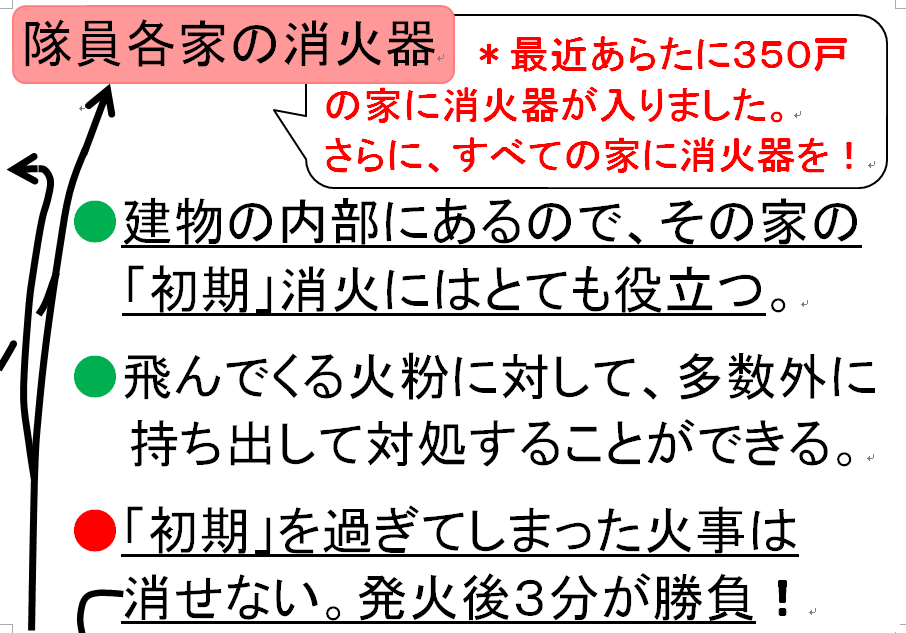 隊員各家の消火器
＊最近あらたに３５０戸
の家に消火器が入りました。
さらに、すべての家に消火器を！
●建物の内部にあるので、その家の
「初期」消火にはとても役立つ。
●飛んでくる火粉に対して、多数外に
持ち出して対処することができる。
●「初期」を過ぎてしまった火事は
消せない。発火後３分が勝負！